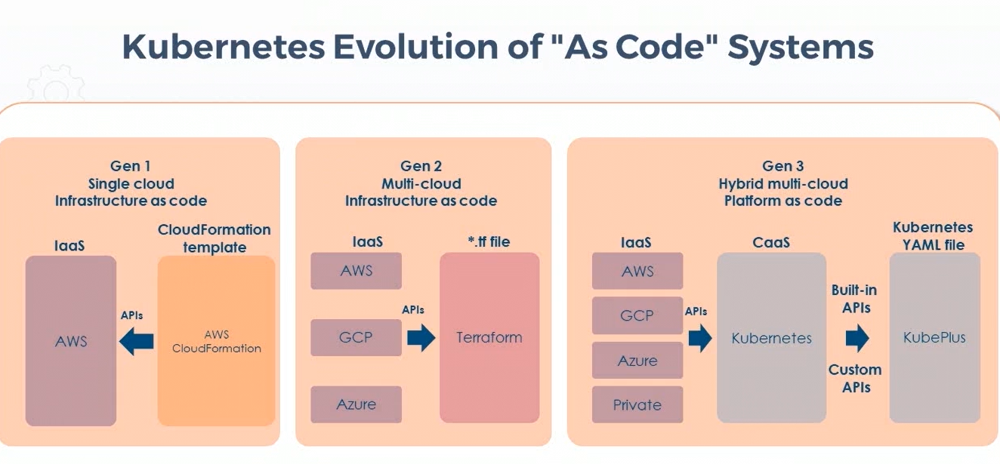 Kubernetes Evolution of "As Code" Systems
Gen 1
Single cloud
Infrastructure as code
IaaS
CloudFormation
template
AWS
APIs
AWS
CloudFormation
Gen 2
Multi-cloud
Infrastructure as code
IaaS
*.tf file
AWS
GCP
Azure
APIs
Terraform
Gen 3
Hybrid multi-cloud
Platform as code
IaaS
CaaS
Kubernetes
YAML file
AWS
GCP
Azure
Private
APIs
Kubernetes
Built-in
APIs
Custom
APIs
KubePlus